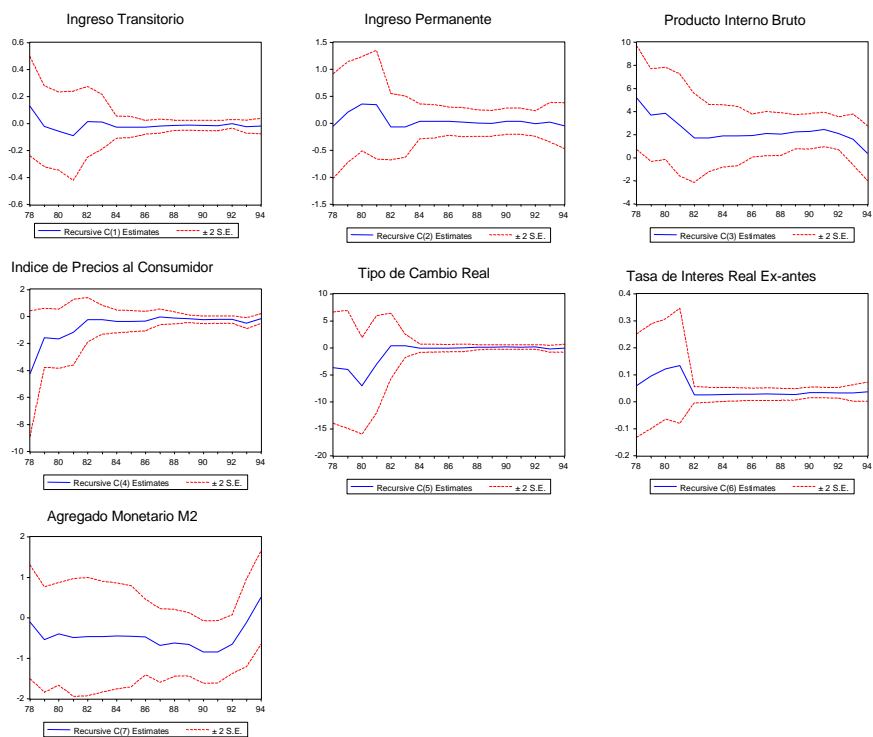 Ingreso Transitorio
0.6
0.4
0.2
0.0
-0.2
-0.4
-0.6
78 80 82 84 86 88 90 92 94
Recursive C(1) Estimates ± 2 S.E.
Ingreso Permanente
1.5
1.0
0.5
0.0
-0.5
-1.0
-1.5
78 80 82 84 86 88 90 92 94
Recursive C(2) Estimates ± 2 S.E.
Producto Interno Bruto
10
8
6
4
2
0
-2
-4
78 80 82 84 86 88 90 92 94
Recursive C(3) Estimates ± 2 S.E.
Indice de Precios al Consumidor
2
0
-2
-4
-6
-8
-10
78 80 82 84 86 88 90 92 94
Recursive C(4) Estimates ± 2 S.E.
Tipo de Cambio Real
10
5
0
-5
-10
-15
-20
78 80 82 84 86 88 90 92 94
Recursive C(5) Estimates ± 2 S.E.
Tasa de Interes Real Ex-antes
0.4
0.3
0.2
0.1
0.0
-0.1
-0.2
78 80 82 84 86 88 90 92 94
Recursive C(6) Estimates ± 2 S.E.
Agregado Monetario M2
2
1
0
-1
-2
78 80 82 84 86 88 90 92 94
Recursive C(7) Estimates ± 2 S.E.